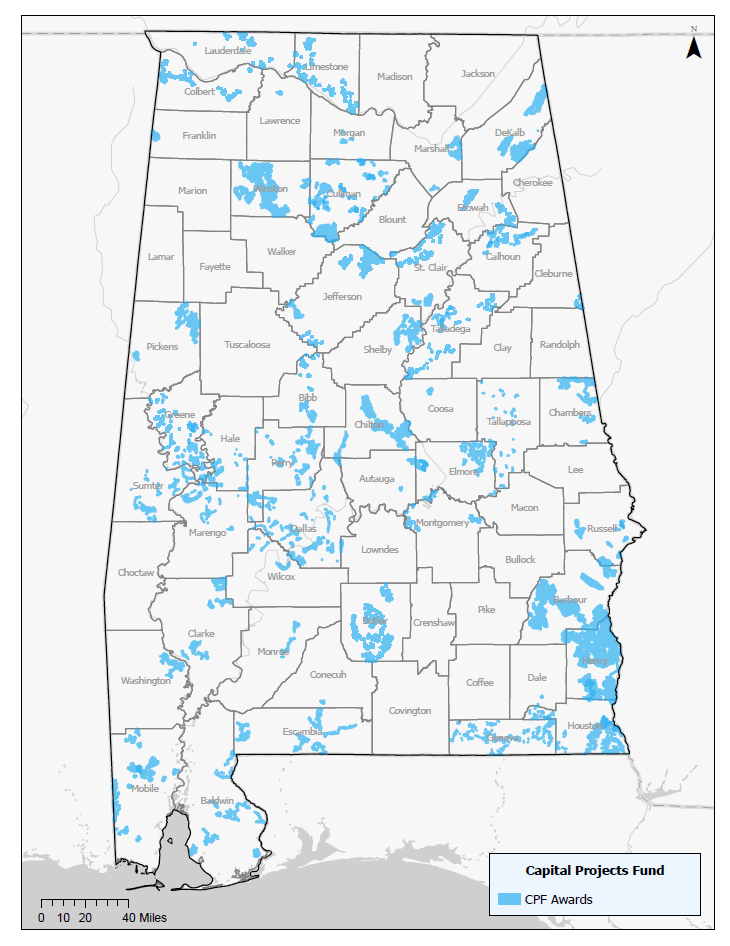 N
Lauderdale
Limestone
Madison
Jackson
Colbert
Lawrence
Franklin
Morgan
Marshall
DeKalb
Marion
Winston
Cullman
Blount
Etowah
Cherokee
Lamar
Fayette
Walker
St. Clair
Calhoun
Cleburne
Jefferson
Pickens
Tuscaloosa
Shelby
Talladega
Clay
Randolph
Bibb
Greene
Hale
Chilton
Coosa
Tallapoosa
Chambers
Perry
Sumter
Autauga
Elmore
Lee
Marengo
Dallas
Montgomery
Macon
Russell
Lowndes
Bullock
Choctaw
Wilcox
Barbour
Butler
Crenshaw
Pike
Clarke
Monroe
Henry
Washington
Conecuh
Coffee
Dale
Covington
Escambia
Geneva
Houston
Mobile
Baldwin
Capital Projects Fund
CPF Awards
0 10 20 40 Miles